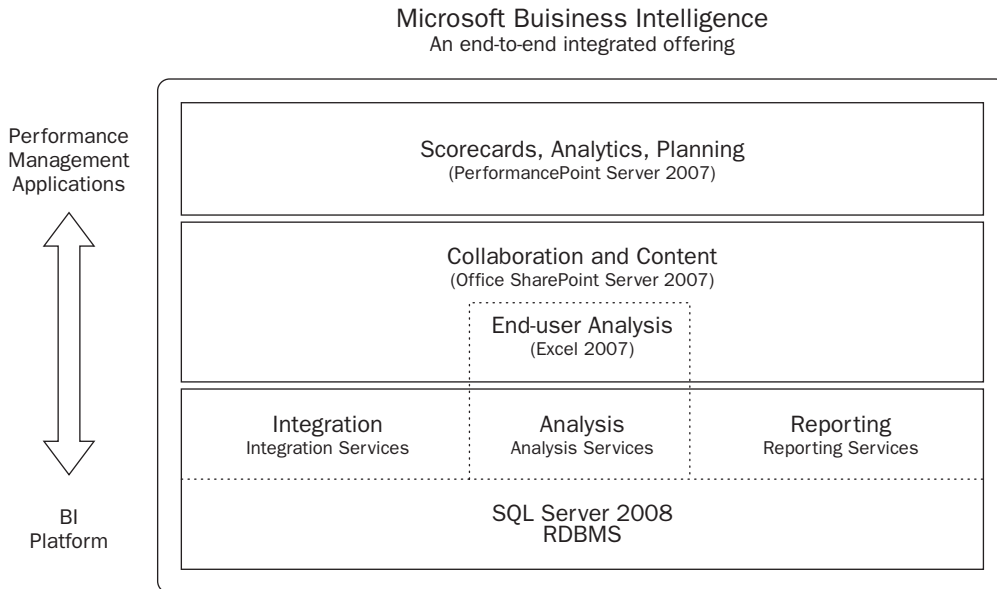 Microsoft Buisiness Intelligence
An end-to-end integrated offering
Performance
Management
Applications
Scorecards, Analytics, Planning
(PerformancePoint Server 2007)
Collaboration and Content
(Office SharePoint Server 2007)
End-user Analysis
(Excel 2007)
Integration
Integration Services
Analysis
Analysis Services
Reporting
Reporting Services
BI
Platform
SQL Server 2008
RDBMS